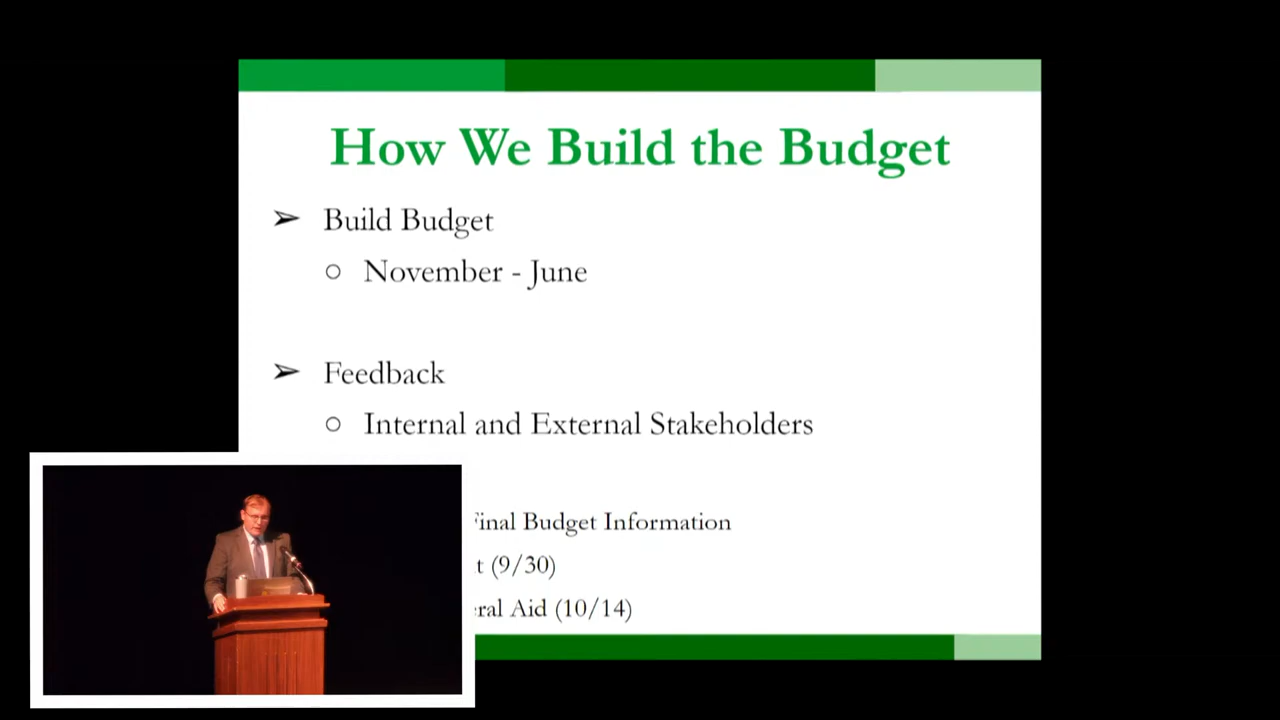 How We Build the Budget
➢ Build Budget
○ November - June
➢ Feedback
○ Internal and External Stakeholders
Budget Information
(9/30)
Aid (10/14)